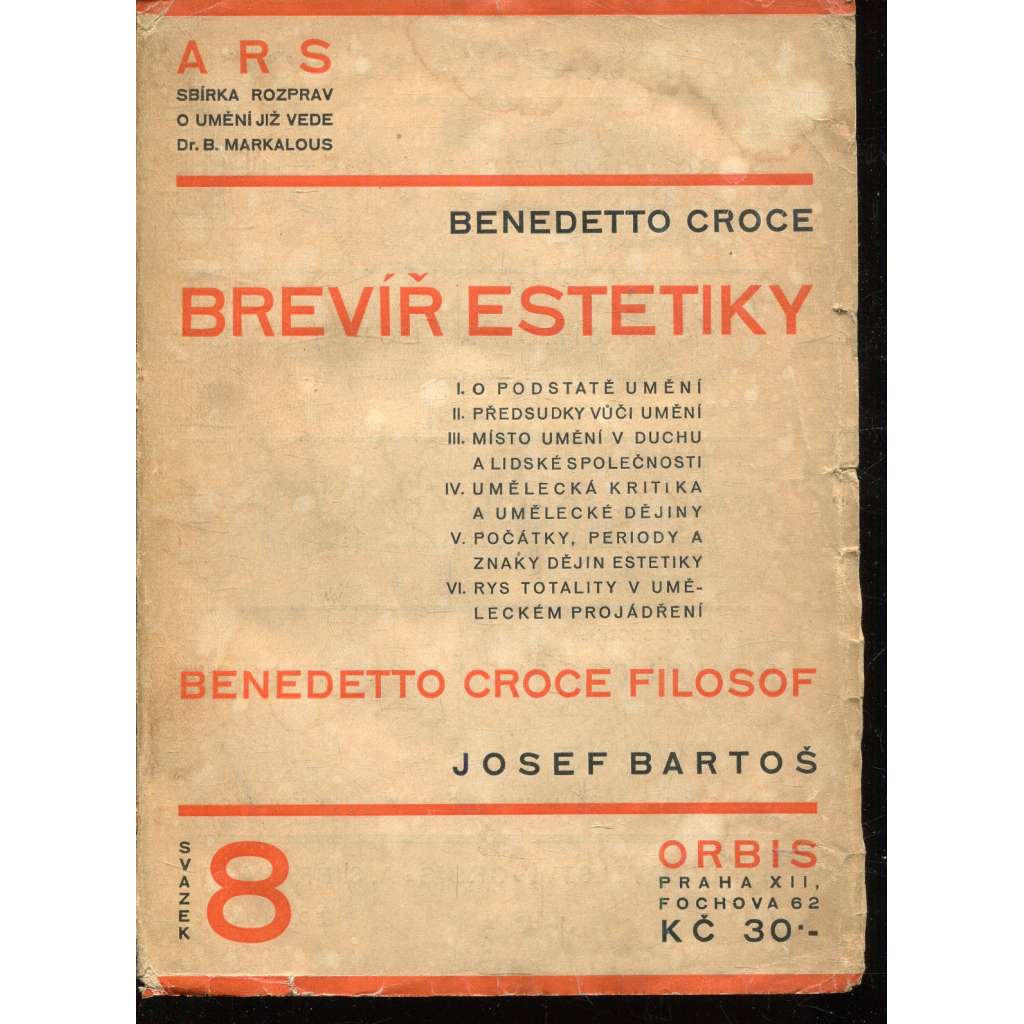 ARS
SBÍRKA ROZPRAV
O UMĚNÍ JIŽ VEDE
Dr. B. MARKALOUS
BENEDETTO CROCE
BREVÍŘ ESTETIKY
I. O PODSTATĚ UMĚNÍ
II. PŘEDSUDKY VŮČI UMĚNÍ
III. MÍSTO UMĚNÍ V DUCHU
A LIDSKÉ SPOLEČNOSTI
IV. UMĚLECKÁ KRITIKA
A UMĚLECKÉ DĚJINY
V. POČÁTKY, PERIODY A
ZNAKY DĚJIN ESTETIKY
VI. RYS TOTALITY V UMĚ-
LECKÉM PROJÁDŘENÍ
BENEDETTO CROCE FILOSOF
JOSEF BARTOŠ
SVAZEK
8
ORBIS
PRAHA XII,
FOCHOVA 62
KČ 30·-